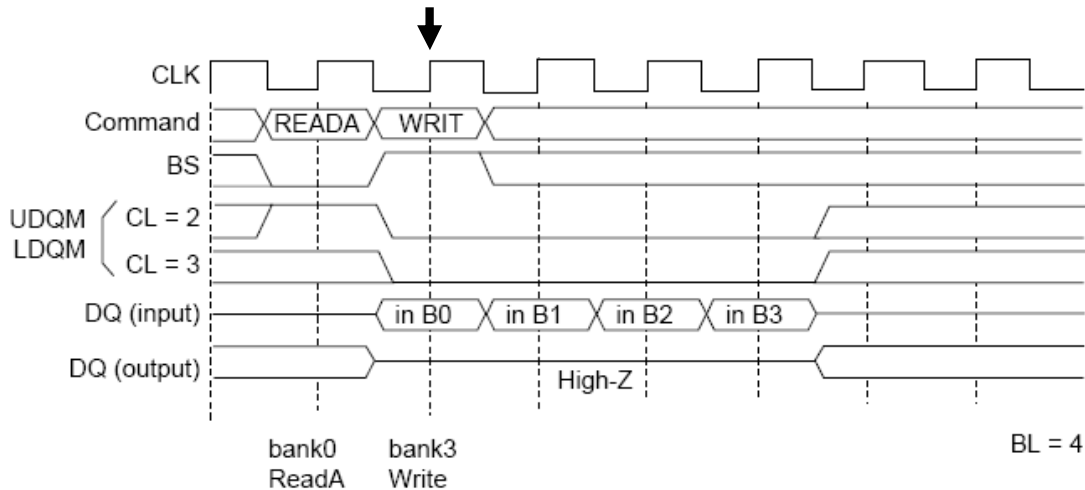 CLK
Command READA WRIT
BS
UDQM CL = 2
LDQM CL = 3
DQ (input) in B0 in B1 in B2 in B3
DQ (output) High-Z
bank0 bank3 BL = 4
ReadA Write